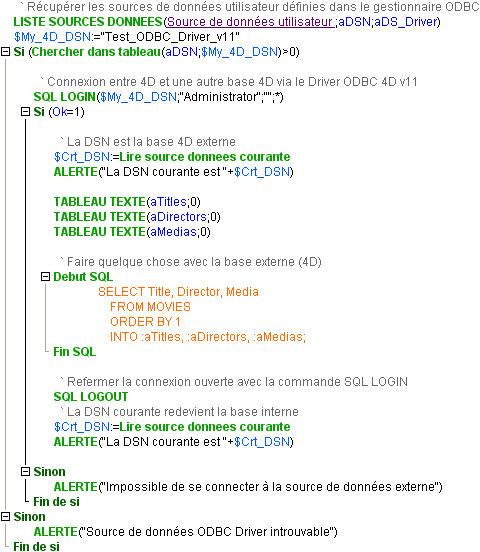 ` Récupérer les sources de données utilisateur définies dans le gestionnaire ODBC
LISTE SOURCES DONNEES(Source de données utilisateur ;aDSN;aDS_Driver)
$My_4D_DSN:="Test_ODBC_Driver_v11"
Si (Chercher dans tableau(aDSN;$My_4D_DSN)>0)
` Connexion entre 4D et une autre base 4D via le Driver ODBC 4D v11
SQL LOGIN($My_4D_DSN;"Administrator";"";*)
Si (Ok=1)
` La DSN est la base 4D externe
$Crt_DSN:=Lire source donnees courante
ALERTE("La DSN courante est "+$Crt_DSN)
TABLEAU TEXTE(aTitles;0)
TABLEAU TEXTE(aDirectors;0)
TABLEAU TEXTE(aMedias;0)
` Faire quelque chose avec la base externe (4D)
Debut SQL
SELECT Title, Director, Media
FROM MOVIES
ORDER BY 1
INTO :aTitles, :aDirectors, :aMedias;
Fin SQL
` Refermer la connexion ouverte avec la commande SQL LOGIN
SQL LOGOUT
` La DSN courante redevient la base interne
$Crt_DSN:=Lire source donnees courante
ALERTE("La DSN courante est "+$Crt_DSN)
Sinon
ALERTE("Impossible de se connecter à la source de données externe")
Fin de si
Sinon
ALERTE("Source de données ODBC Driver introuvable")
Fin de si